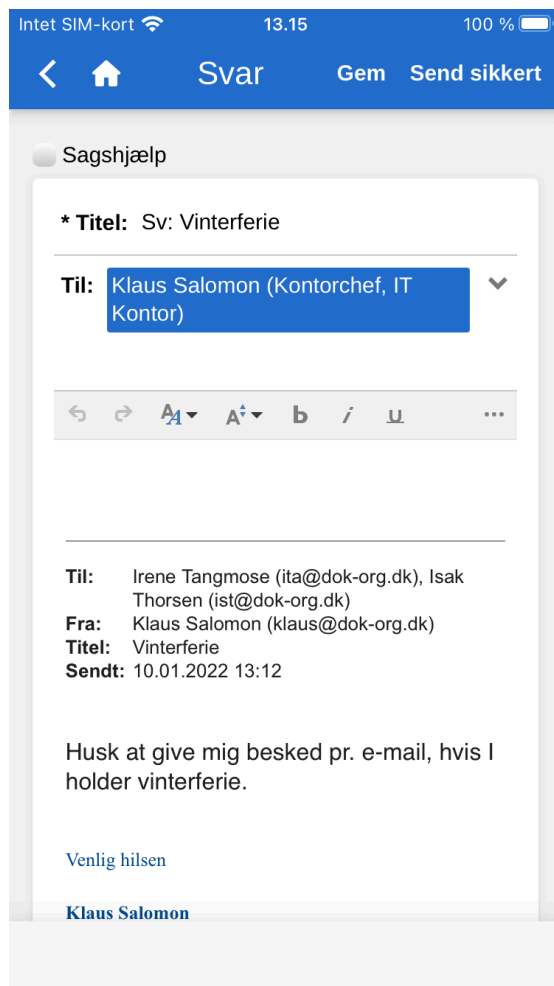 Intet SIM-kort 13.15 100 %
Svar Gem Send sikkert
Sagshjælp
* Titel: Sv: Vinterferie
Til: Klaus Salomon (Kontorchef, IT
Kontor)
AA A b i u ...
Til: Irene Tangmose (ita@dok-org.dk), Isak
Thorsen (ist@dok-org.dk)
Fra: Klaus Salomon (klaus@dok-org.dk)
Titel: Vinterferie
Sendt: 10.01.2022 13:12
Husk at give mig besked pr. e-mail, hvis I
holder vinterferie.
Venlig hilsen
Klaus Salomon